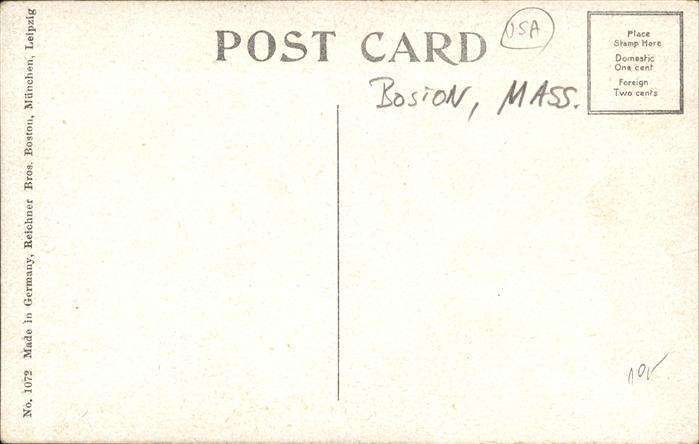 POST CARD
USA
Place
Stamp Here
Domestic
One cent
Foreign
Two cents
Boston, MASS.
No. 1072 Made in Germany, Reichner Bros. Boston, München, Leipzig